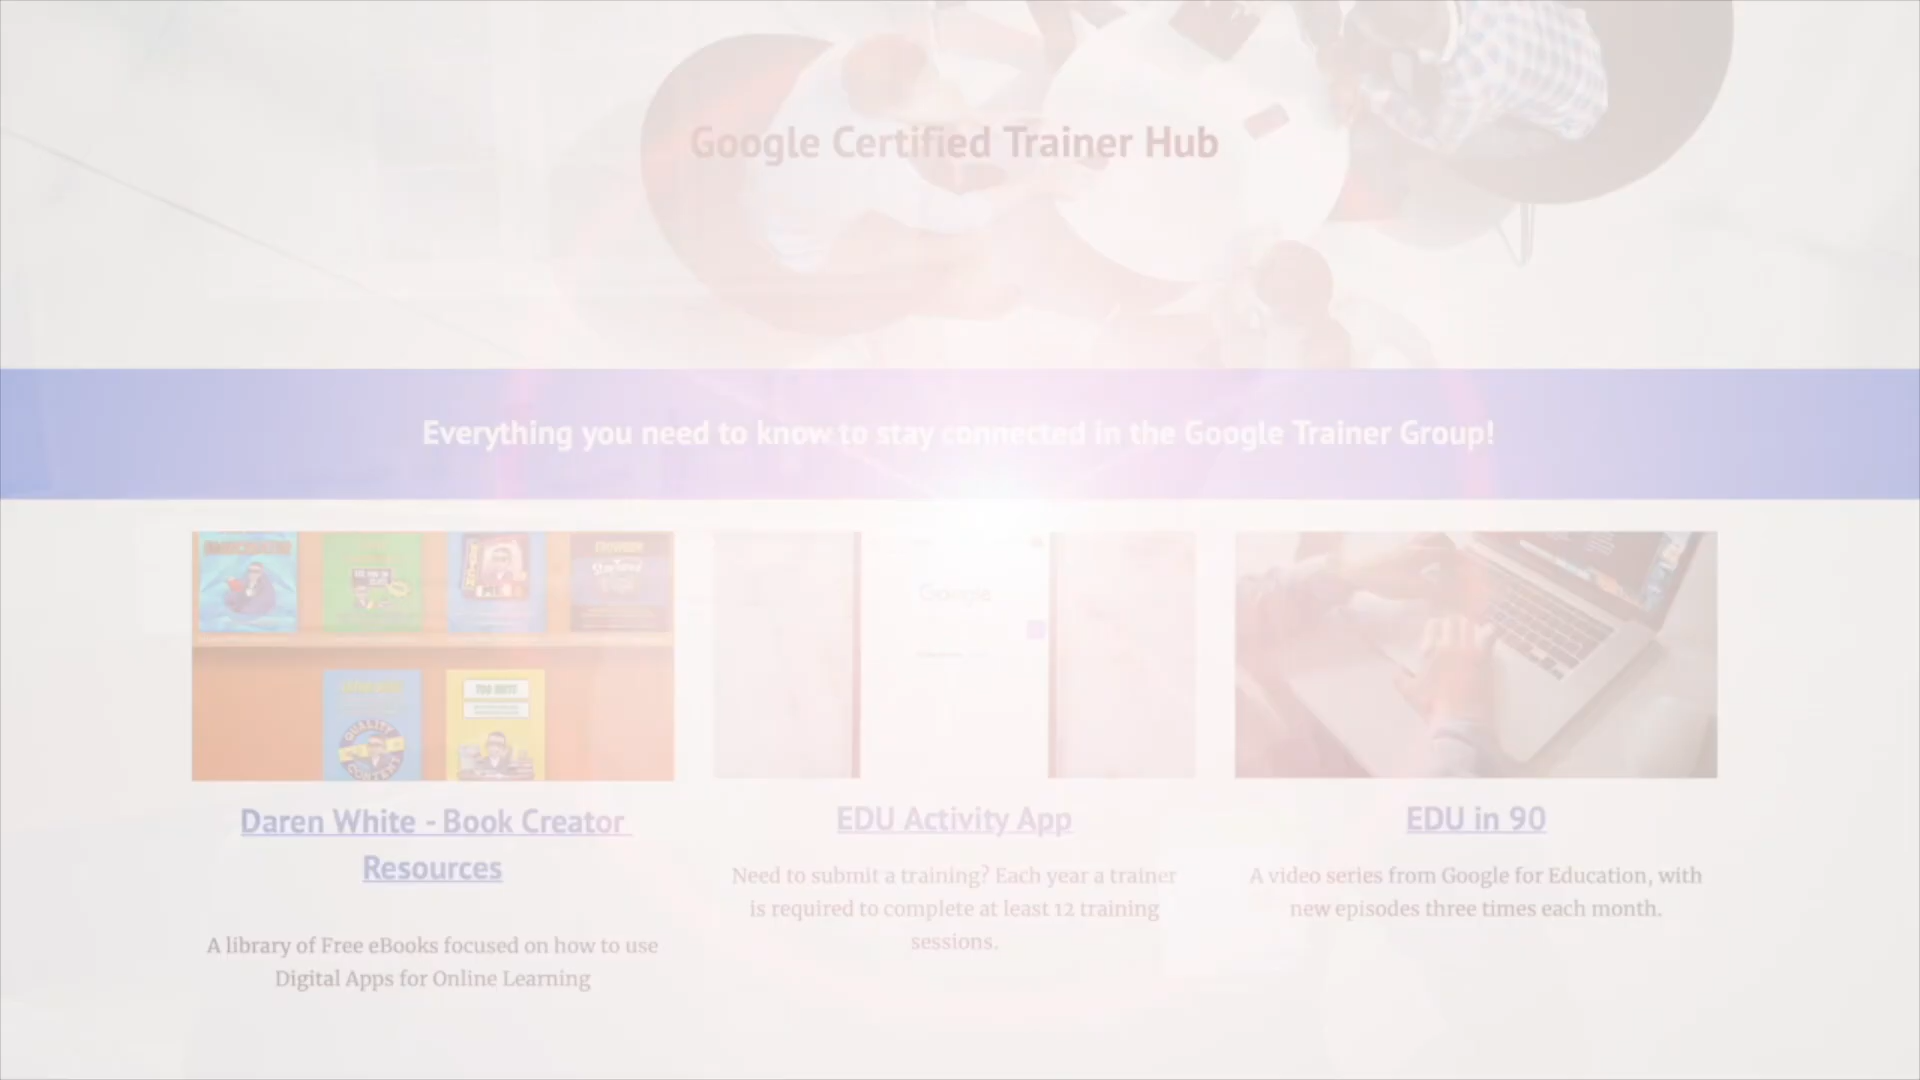 Google Certified Trainer Hub
Everything you need to know to stay connected in the Google Trainer Group!
Google
QUALITY
CONTENT
Daren White - Book Creator
Resources
A library of Free eBooks focused on how to use
Digital Apps for Online Learning
EDU Activity App
Need to submit a training? Each year a trainer
is required to complete at least 12 training
sessions.
EDU in 90
A video series from Google for Education, with
new episodes three times each month.